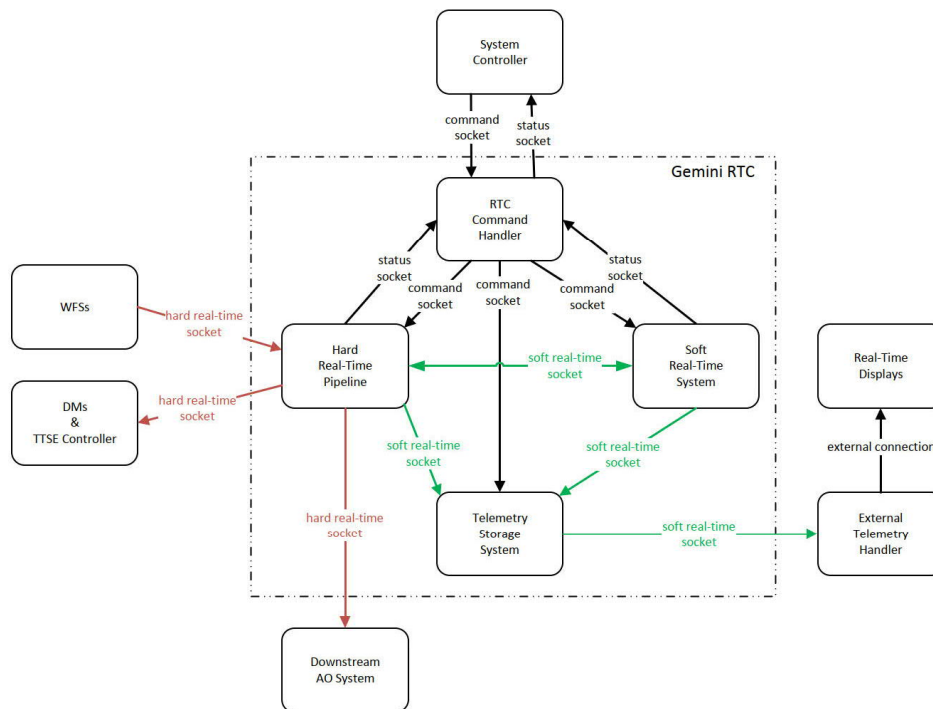 System
Controller
command
socket
status
socket
Gemini RTC
RTC
Command
Handler
status
socket
command
socket
command
socket
command
socket
status
socket
WFSs
hard real-time
socket
Hard
Real-Time
Pipeline
soft real-time
socket
Soft
Real-Time
System
Real-Time
Displays
DMs
&
TTSE Controller
hard real-time
socket
soft real-time
socket
soft real-time
socket
external connection
hard real-time
socket
Telemetry
Storage
System
soft real-time
socket
External
Telemetry
Handler
Downstream
AO System